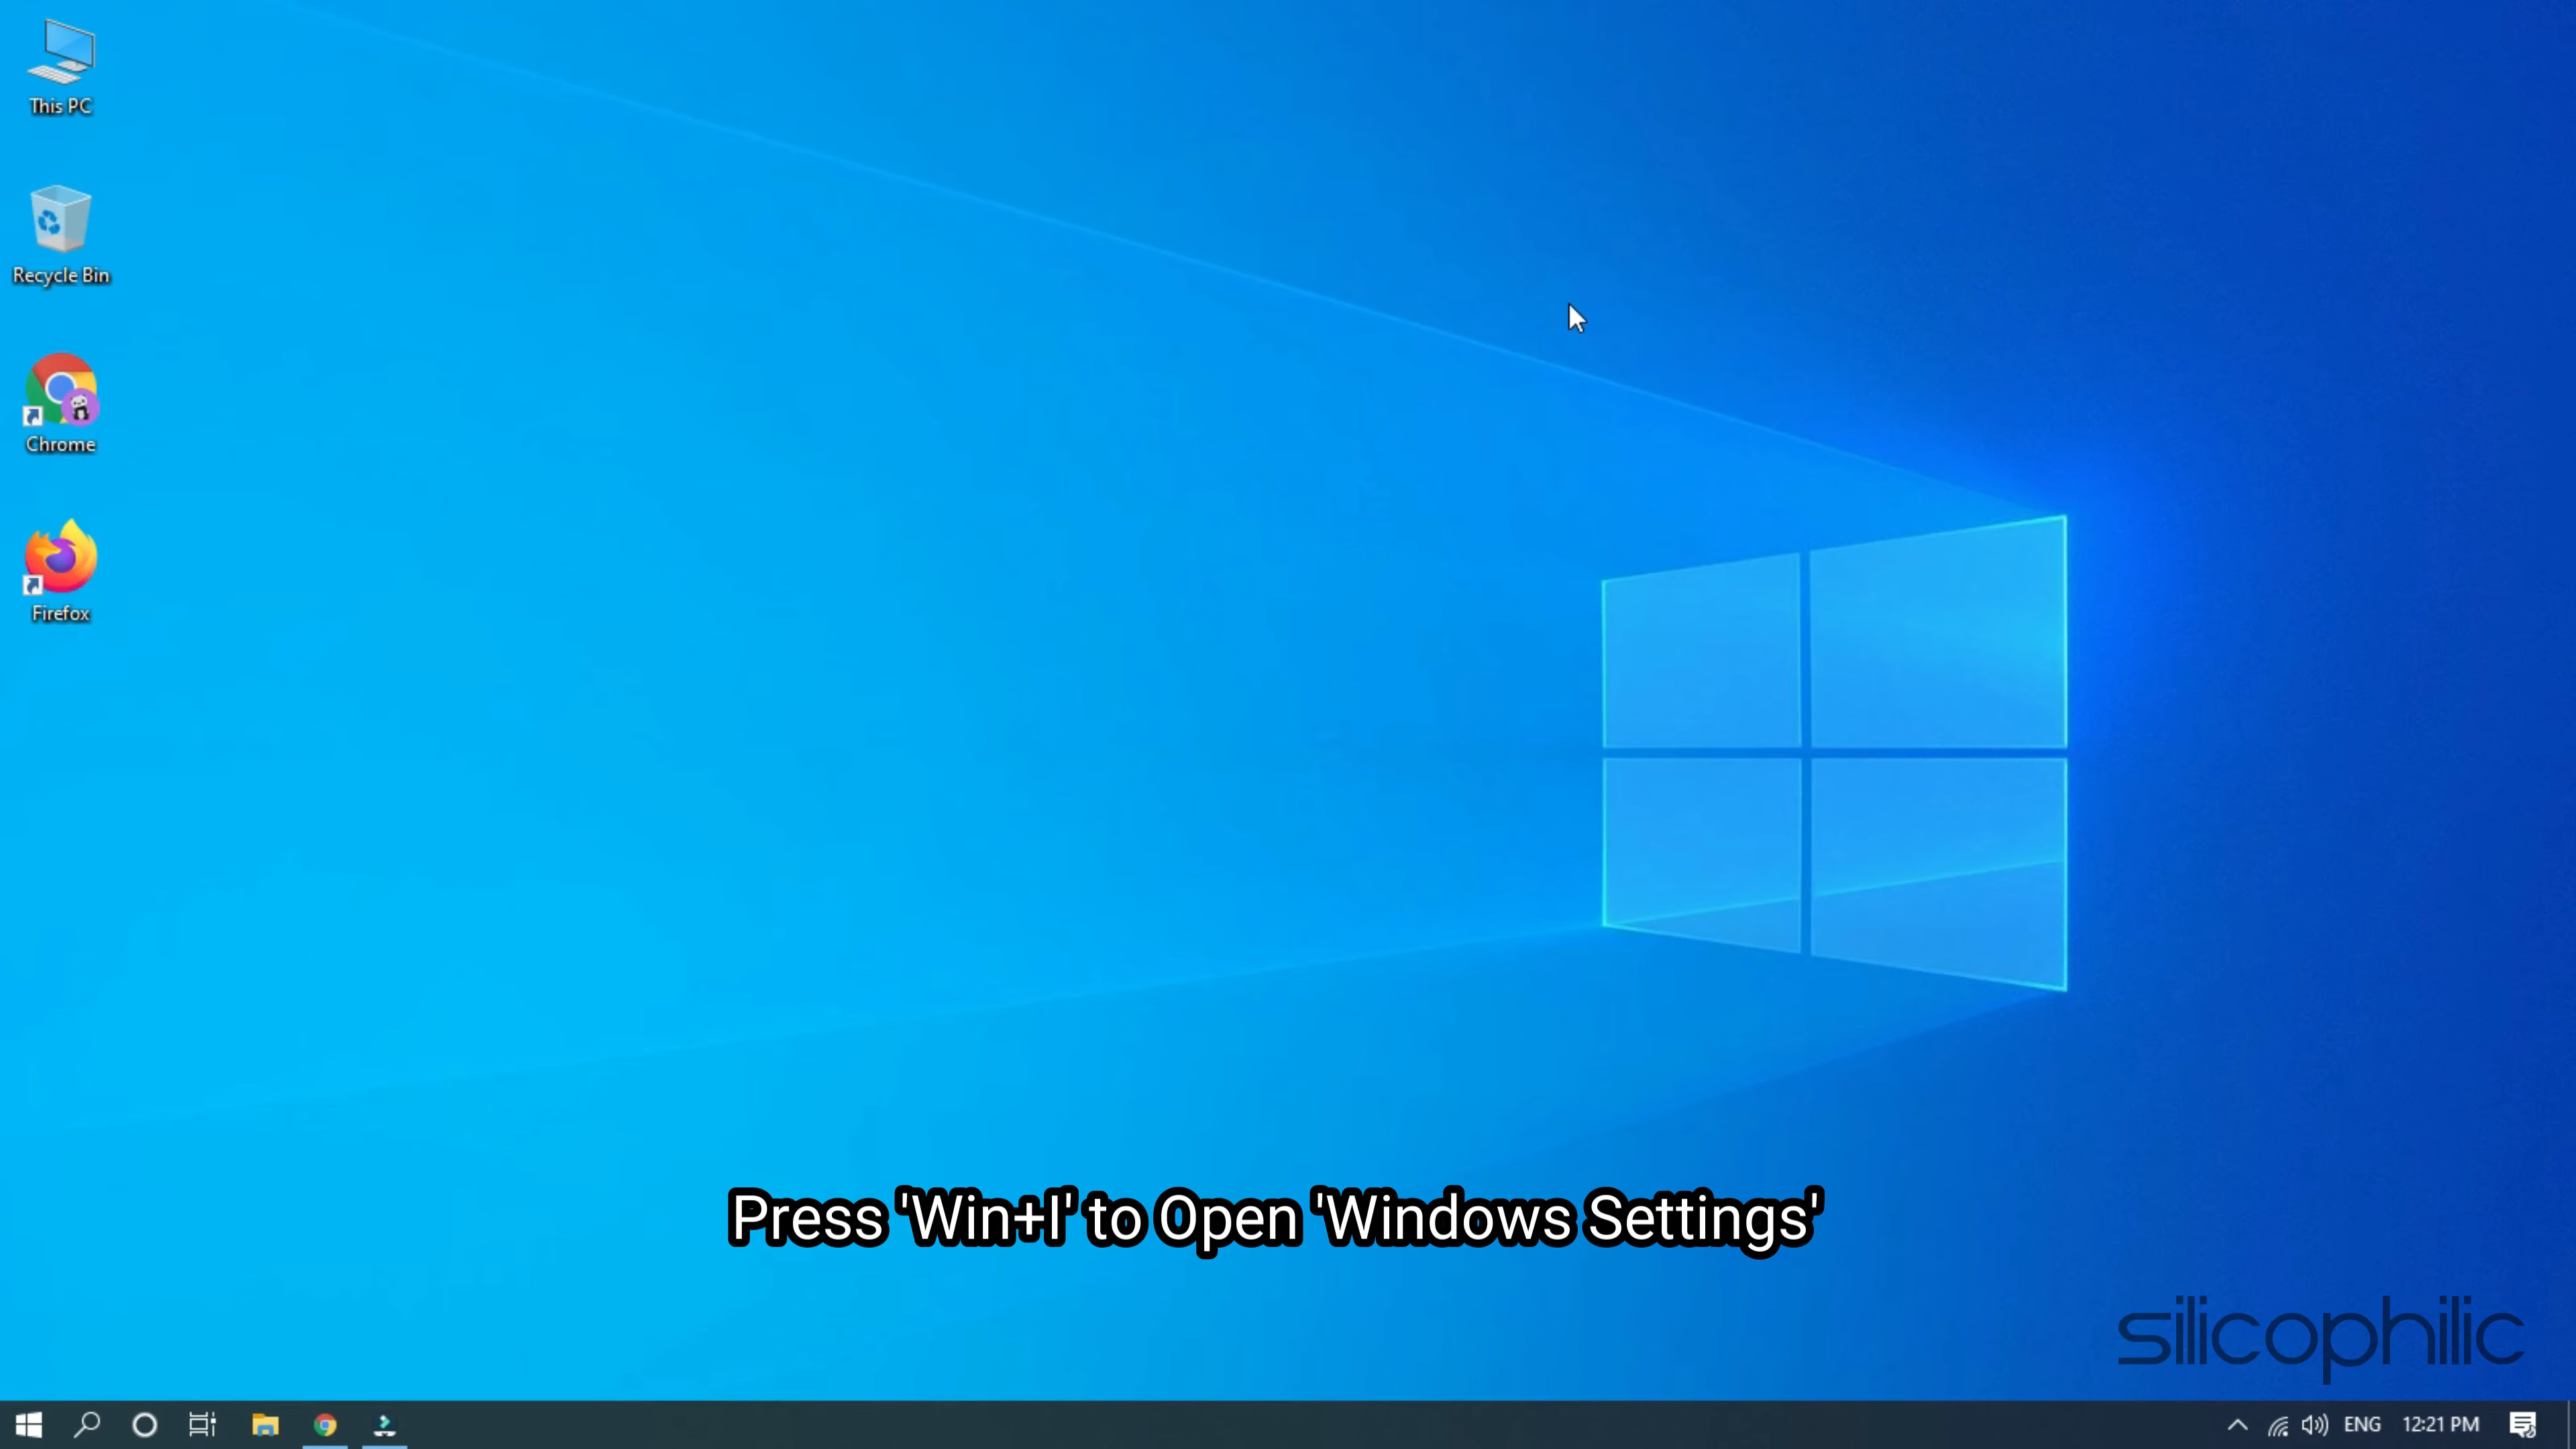 This PC
Recycle Bin
Chrome
Firefox
Press 'Win+I' to Open 'Windows Settings'
silicophilic
ENG 12:21 PM